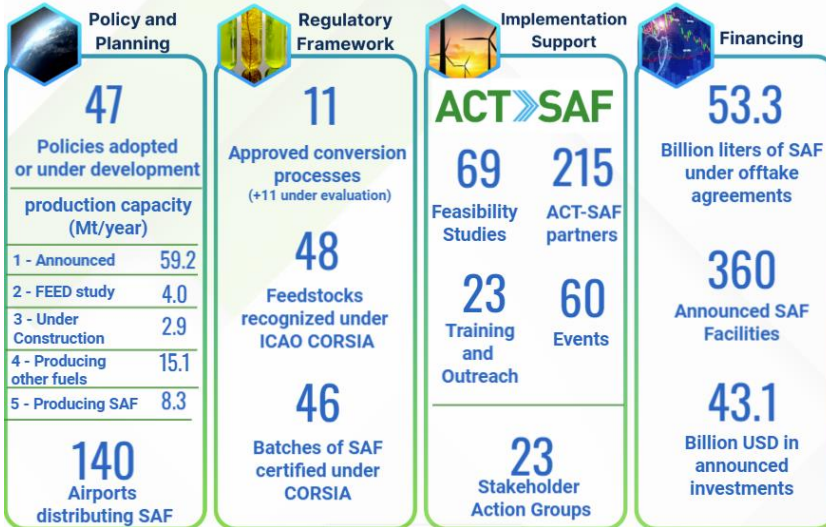 Policy and
Planning
47
Policies adopted
or under development
production capacity
(Mt/year)
1 - Announced 59.2
2 - FEED study 4.0
3 - Under
Construction 2.9
4 - Producing
other fuels 15.1
5 - Producing SAF 8.3
140
Airports
distributing SAF
Regulatory
Framework
11
Approved conversion
processes
(+11 under evaluation)
48
Feedstocks
recognized under
ICAO CORSIA
46
Batches of SAF
certified under
CORSIA
Implementation
Support
ACT SAF
69
Feasibility
Studies
215
ACT-SAF
partners
23
Training
and
Outreach
60
Events
23
Stakeholder
Action Groups
Financing
53.3
Billion liters of SAF
under offtake
agreements
360
Announced SAF
Facilities
43.1
Billion USD in
announced
investments